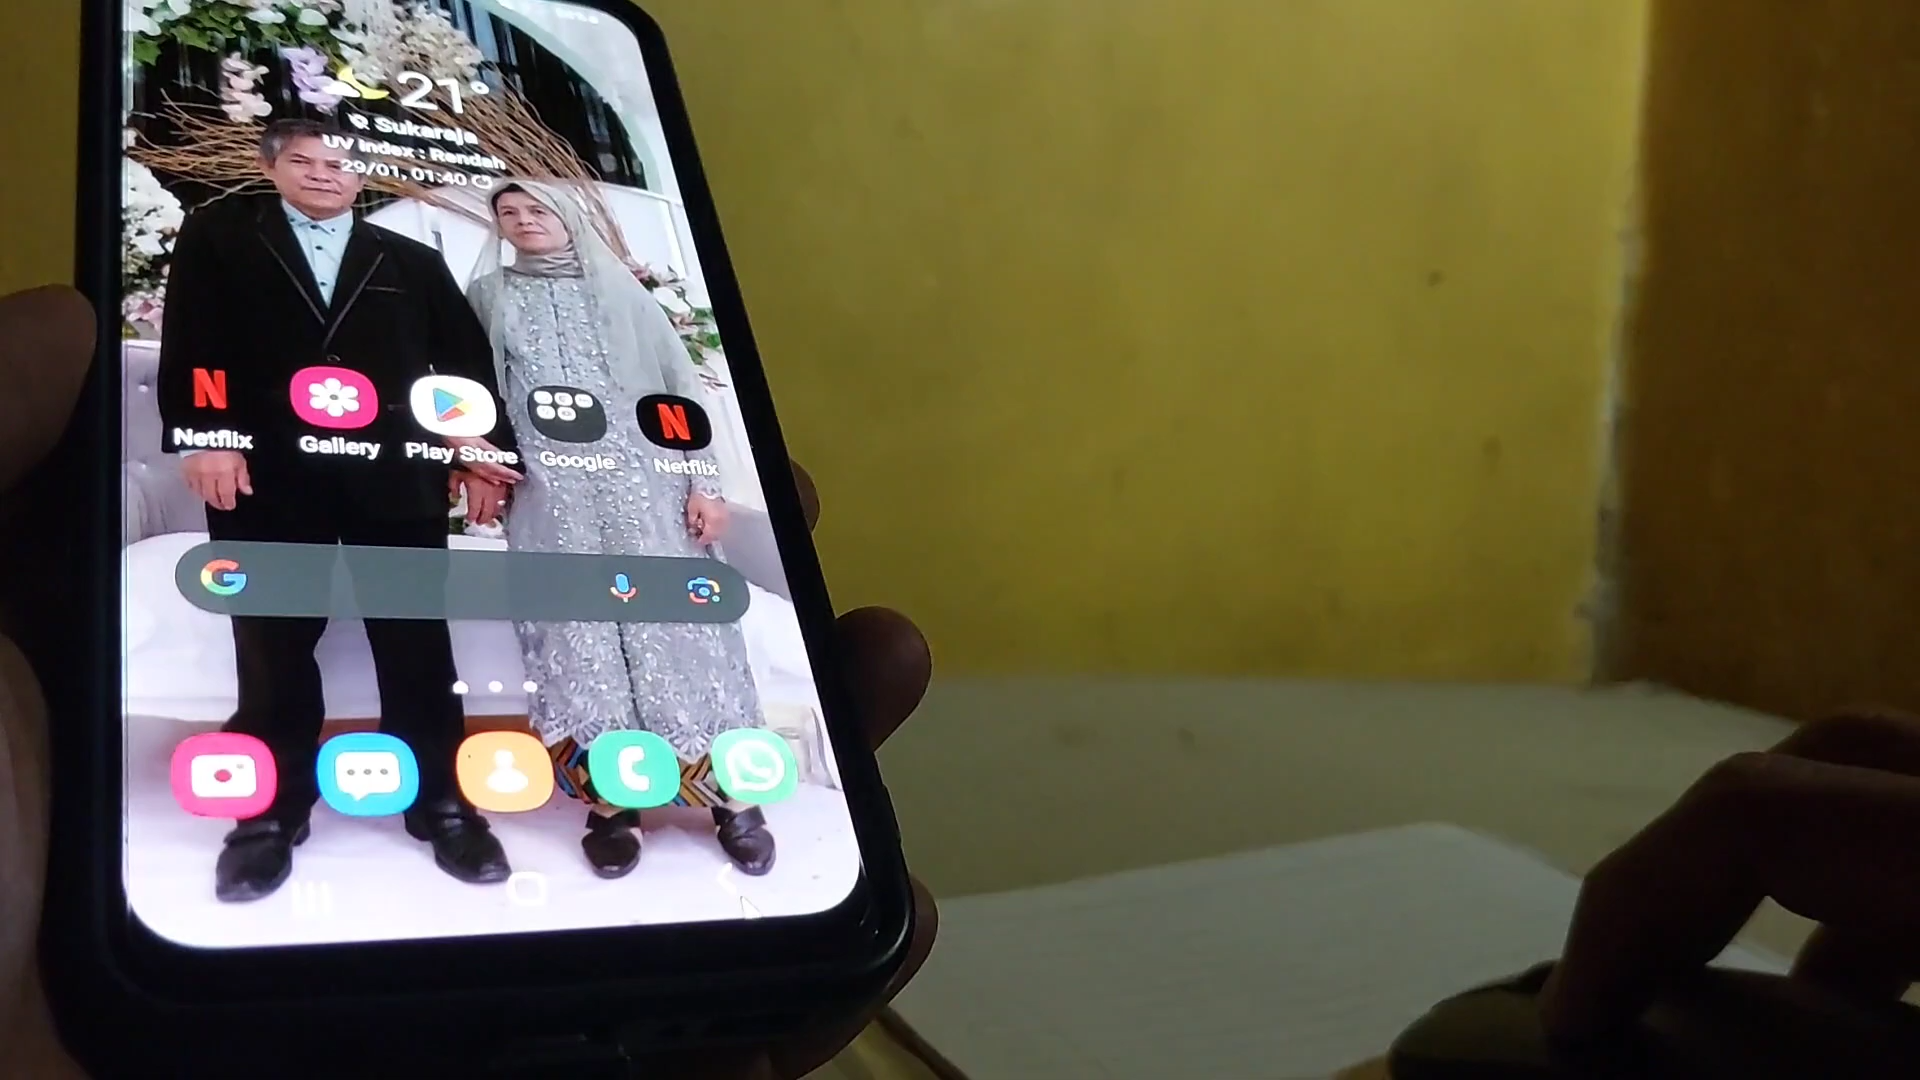 21°
Sukaraja
UV Index : Rendah
29/01, 01:40
Netflix
Gallery
Play Store
Google
Netflix